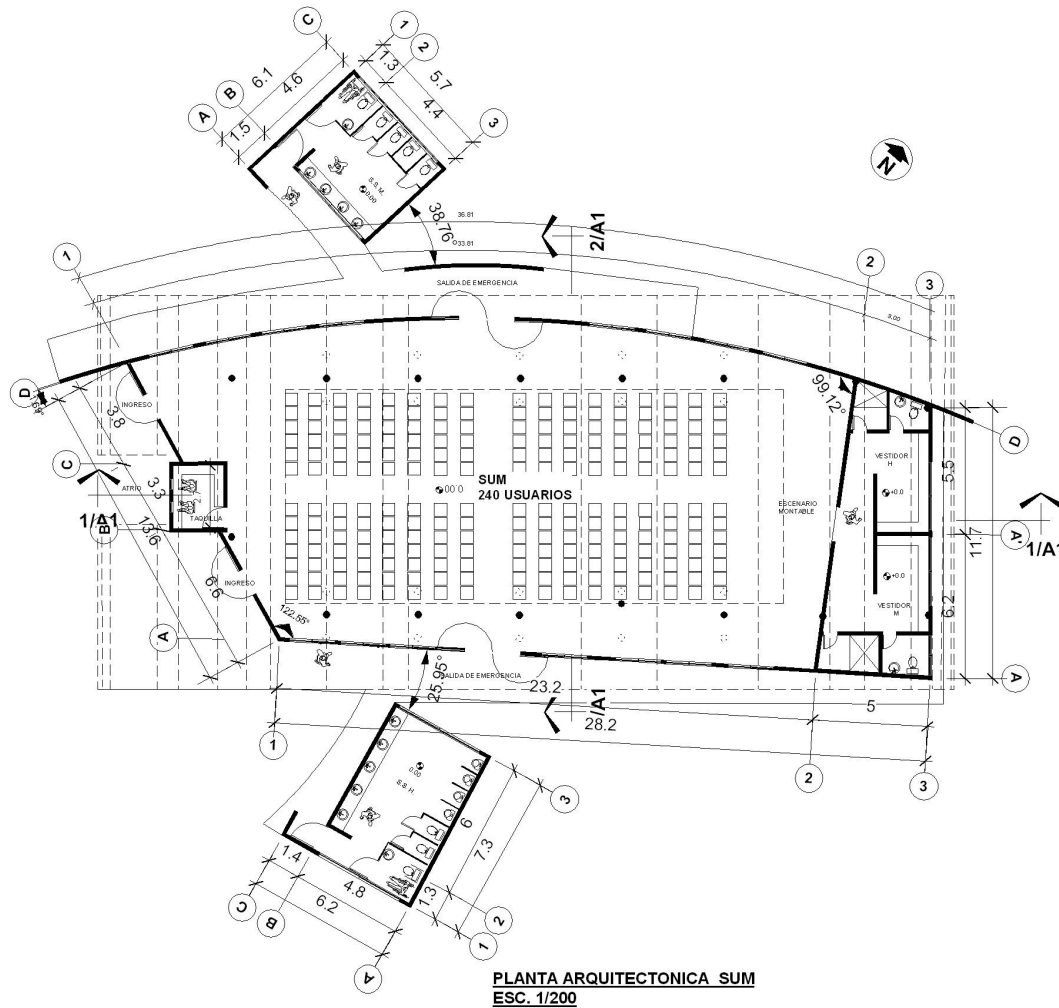 C
1
2
1.3
6.1
4.6
5.7
4.4
B
A
1.5
3
N
S.S.M.
0.00
38.76°
36.81
33.81
2/A1
1
2
3
3.00
SALIDA DE EMERGENCIA
D
INGRESO
3.8
99.12°
D
C
ATRIO
3.3
VESTIDOR
H
5.5
SUM
240 USUARIOS
ESCENARIO
MONTABLE
+0.0
1/A1
B
TAQUILLA
13.6
A'
11.7
1/A1
INGRESO
6.6
+0.0
VESTIDOR
M
6.2
122.55°
A
SALIDA DE EMERGENCIA
25.95°
23.2
/A1
28.2
5
A
1
2
3
0.00
S.S.H.
3
6
7.3
1.4
4.8
6.2
1.3
C
B
2
1
A
PLANTA ARQUITECTONICA SUM
ESC. 1/200